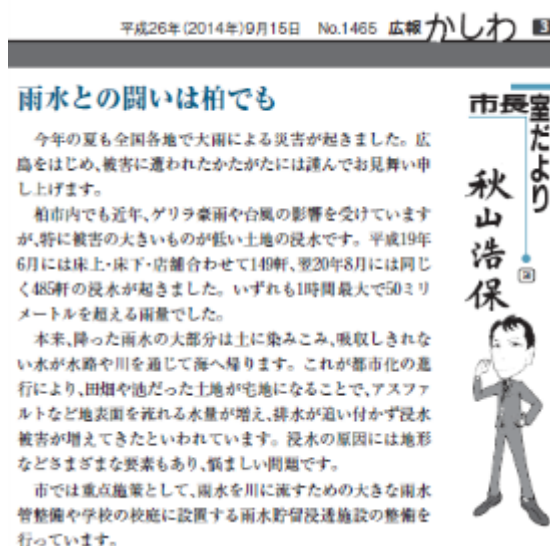 平成26年(2014年)9月15日 No.1465 広報かしわ 3
雨水との闘いは柏でも
今年の夏も全国各地で大雨による災害が起きました。広
島をはじめ、被害に遭われたかたがたには謹んでお見舞い申
し上げます。
柏市内でも近年、ゲリラ豪雨や台風の影響を受けています
が、特に被害の大きいものが低い土地の浸水です。平成19年
6月には床上・床下・店舗合わせて149軒、翌20年8月には同じ
く485軒の浸水が起きました。いずれも1時間最大で50ミリ
メートルを超える雨量でした。
本来、降った雨水の大部分は土に染みこみ、吸収しきれな
い水が水路や川を通じて海へ帰ります。これが都市化の進
行により、田畑や池だった土地が宅地になることで、アスファ
ルトなど地表面を流れる水量が増え、排水が追い付かず浸水
被害が増えてきたといわれています。浸水の原因には地形
などさまざまな要素もあり、悩ましい問題です。
市では重点施策として、雨水を川に流すための大きな雨水
管整備や学校の校庭に設置する雨水貯留浸透施設の整備を
行っています。
市長室だより
秋山浩保